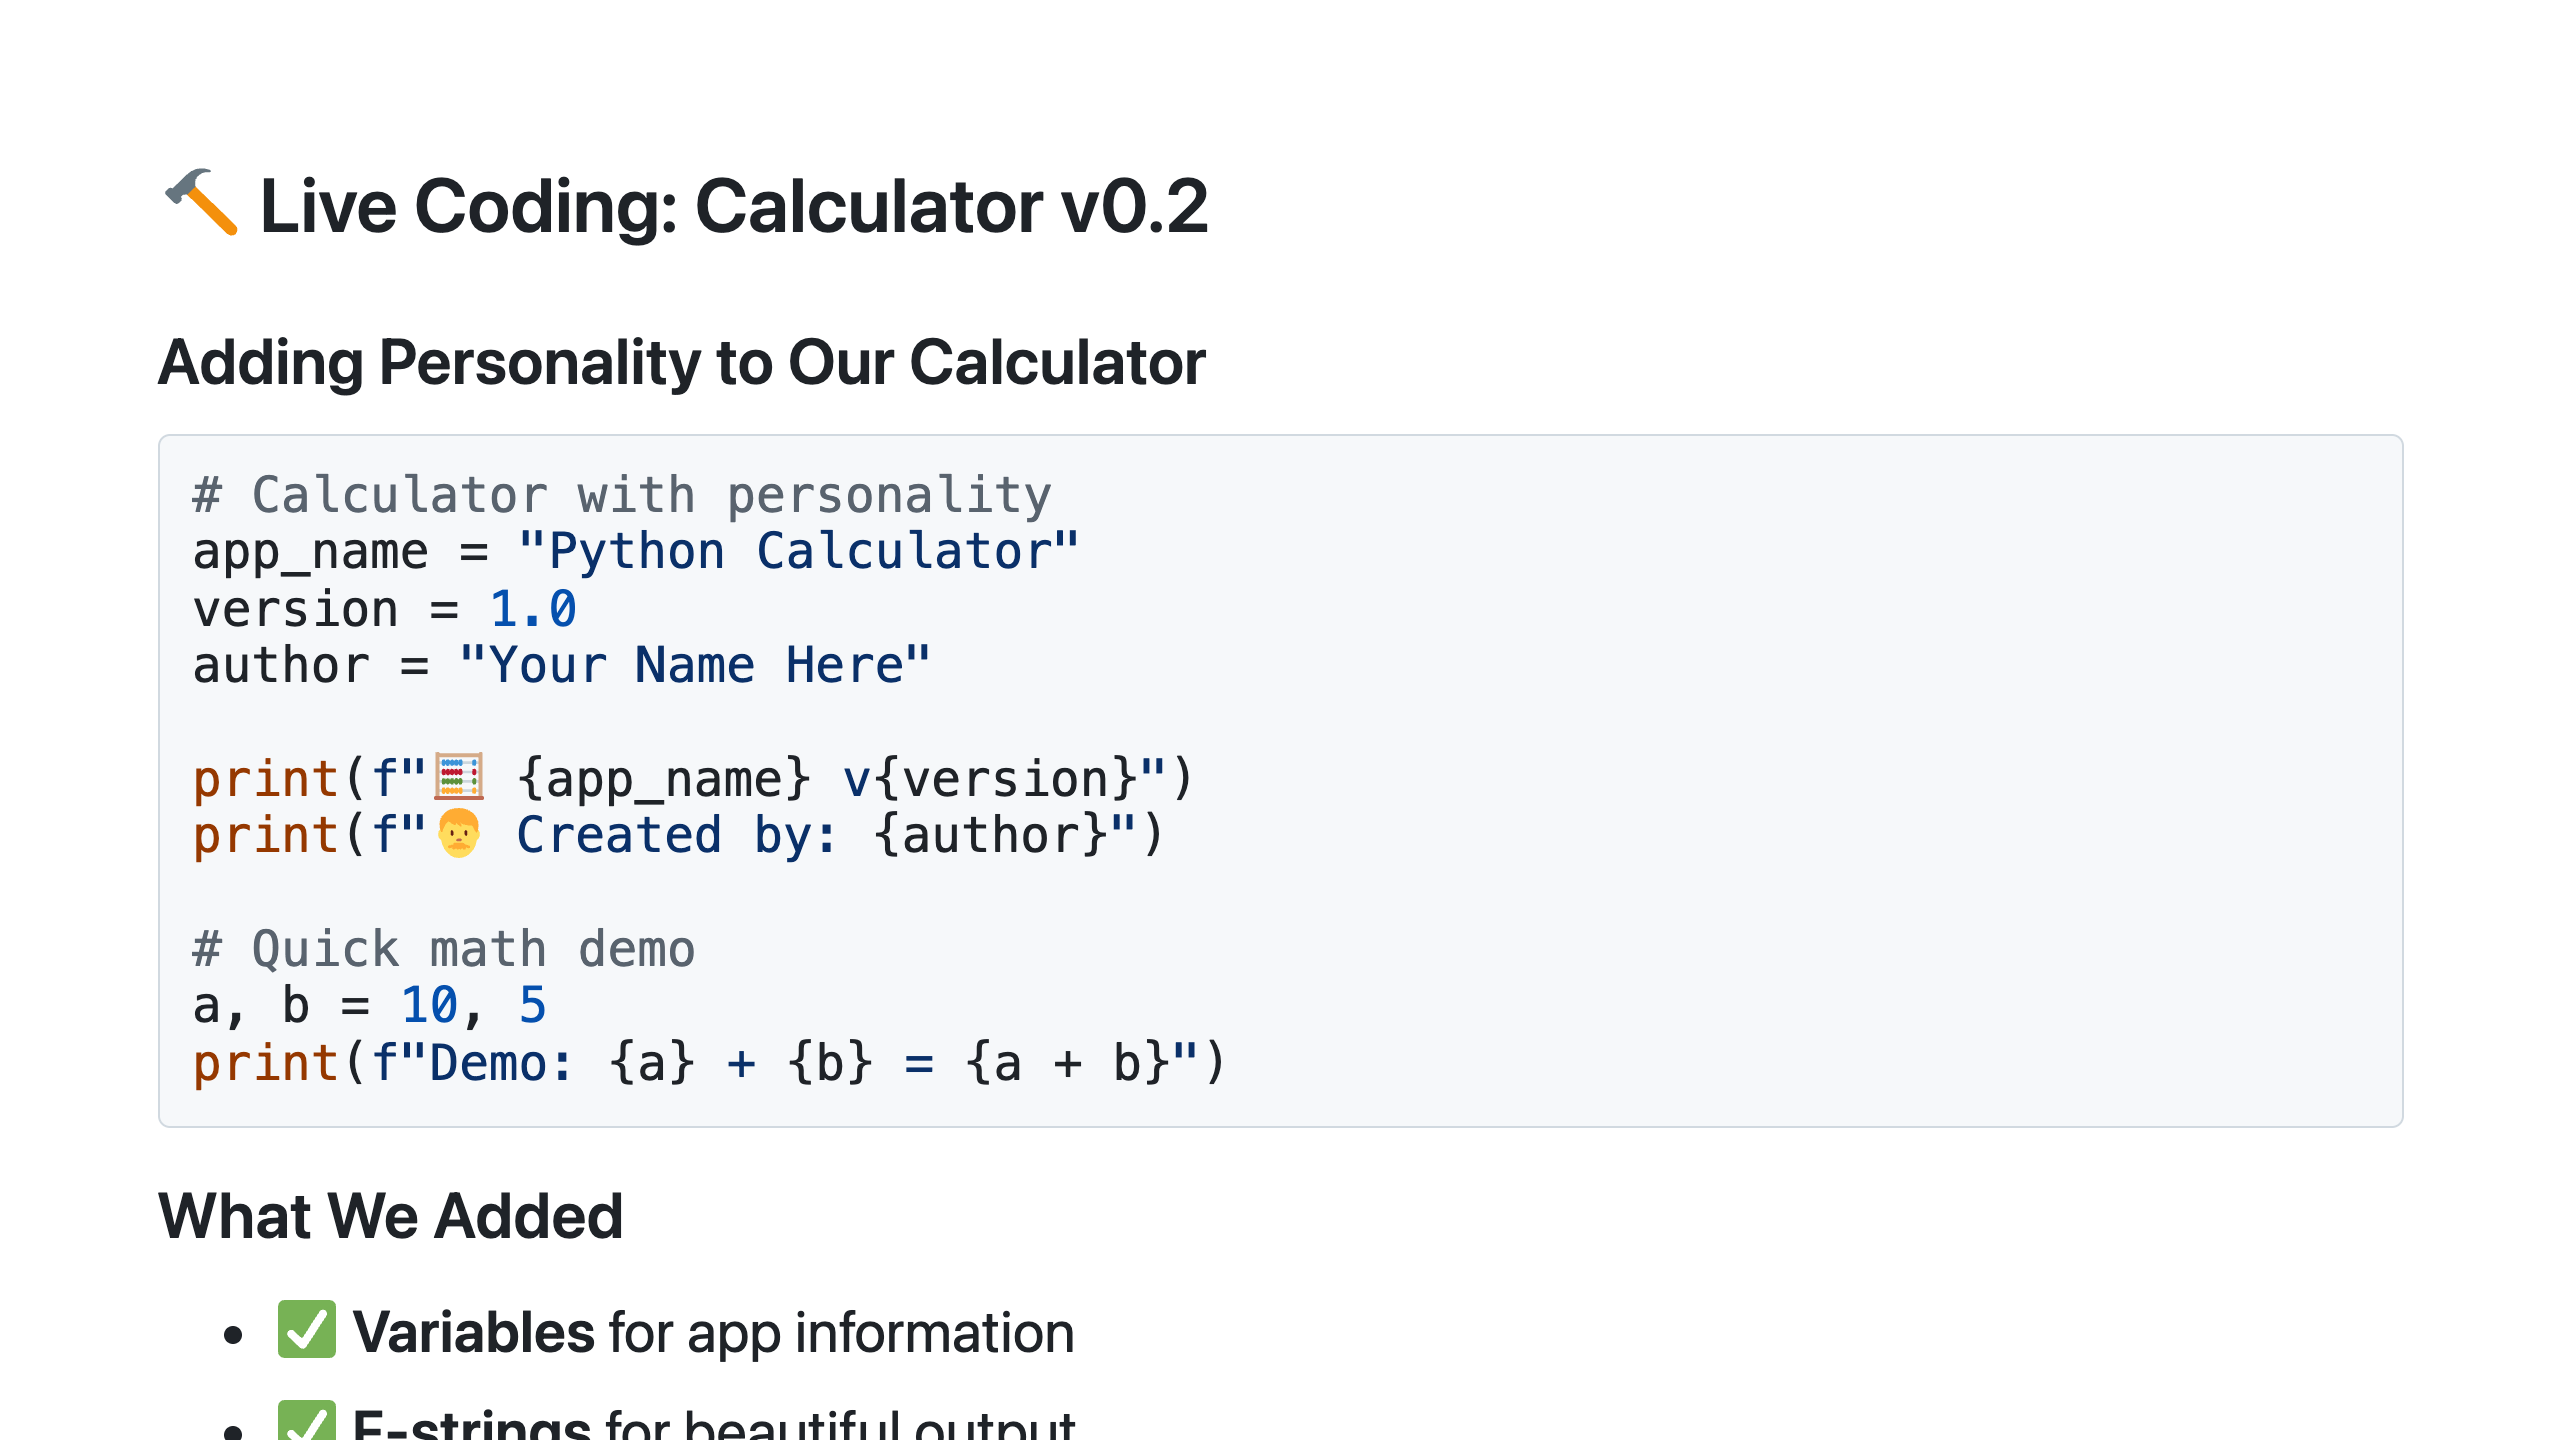 🔨 Live Coding: Calculator v0.2
Adding Personality to Our Calculator
# Calculator with personality
app_name = "Python Calculator"
version = 1.0
author = "Your Name Here"
print(f"🧮 {app_name} v{version}")
print(f"👨 Created by: {author}")
# Quick math demo
a, b = 10, 5
print(f"Demo: {a} + {b} = {a + b}")
What We Added
• ✅ Variables for app information
• ✅ F-strings for beautiful output